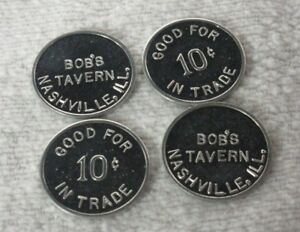 BOB'S
TAVERN
NASHVILLE, ILL,
GOOD FOR
10¢
IN TRADE
GOOD FOR
10¢
IN TRADE
BOB'S
TAVERN
NASHVILLE, ILL,